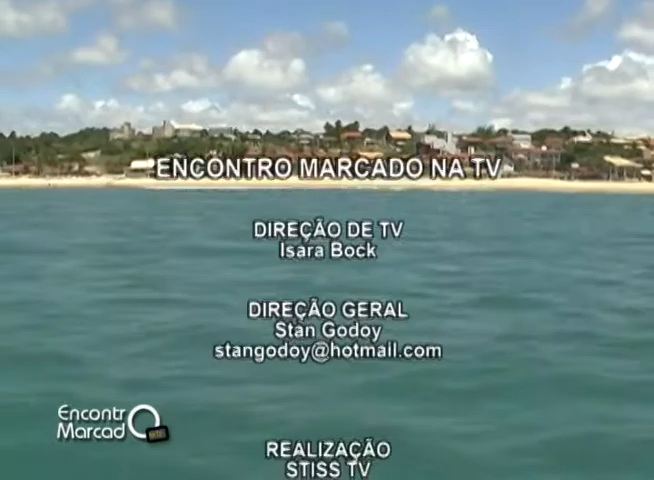 ENCONTRO MARCADO NA TV
DIREÇÃO DE TV
Isara Bock
DIREÇÃO GERAL
Stan Godoy
stangodoy@hotmail.com
Encontr
Marcado
REALIZAÇÃO
STISS TV